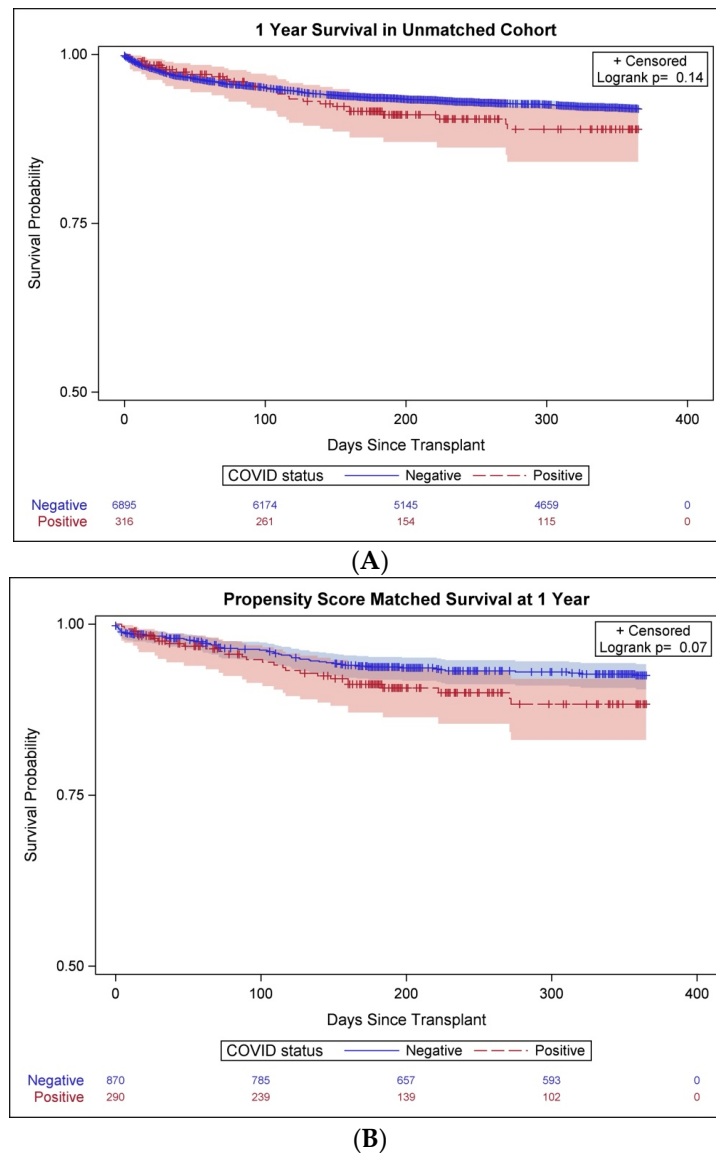 1 Year Survival in Unmatched Cohort
+ Censored
Logrank p= 0.14
1.00
0.75
0.50
Survival Probability
0 100 200 300 400
Days Since Transplant
COVID status Negative Positive
Negative 6895 6174 5145 4659 0
Positive 316 261 154 115 0
(A)
Propensity Score Matched Survival at 1 Year
+ Censored
Logrank p= 0.07
1.00
0.75
0.50
Survival Probability
0 100 200 300 400
Days Since Transplant
COVID status Negative Positive
Negative 870 785 657 593 0
Positive 290 239 139 102 0
(B)